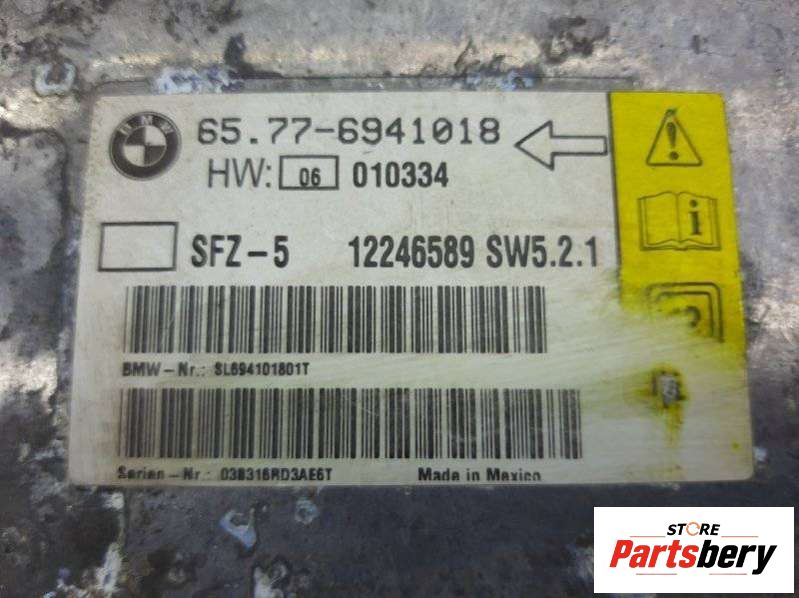 BMW
65.77-6941018
HW: 06 010334
SFZ-5 12246589 SW5.2.1
BMW-Nr.: SL694101801T
Serien-Nr.: 038316RD3AE6T
Made in Mexico
STORE
Partsbery